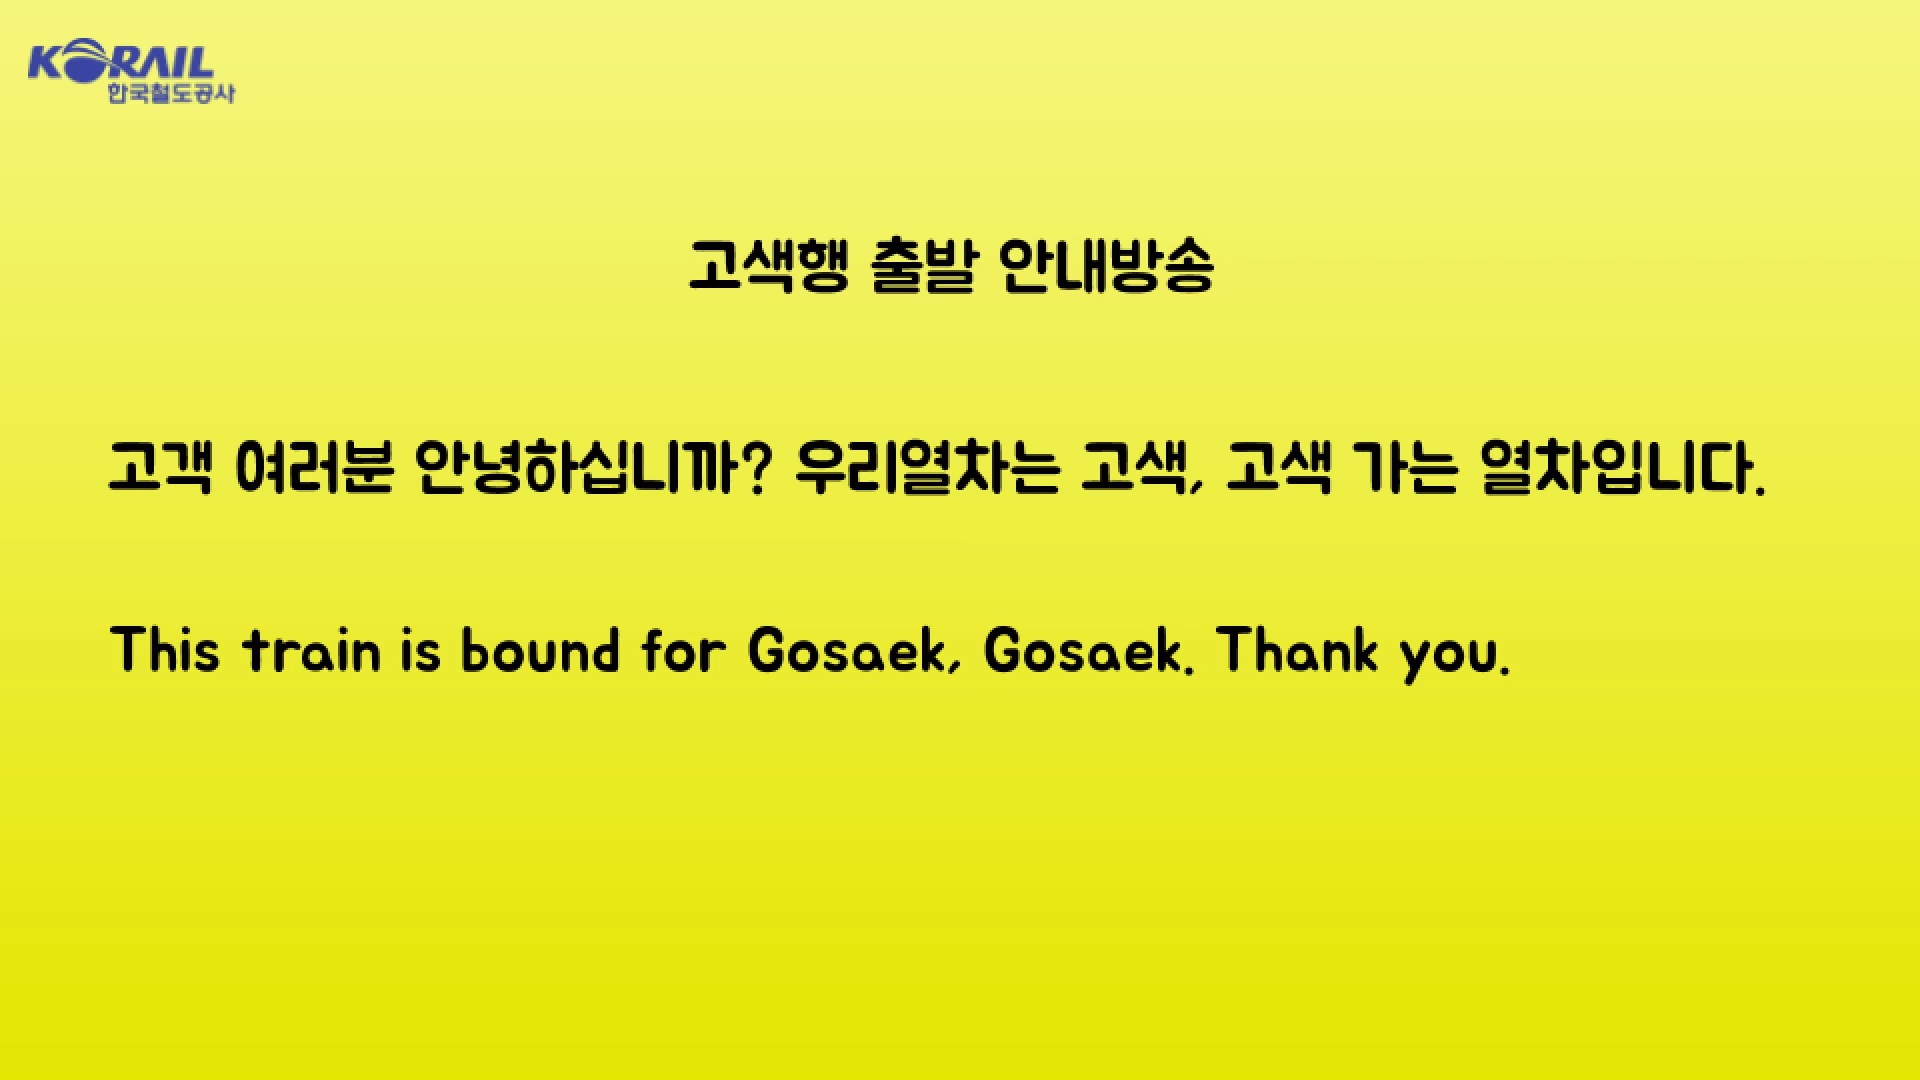 KORAIL
한국철도공사
고색행 출발 안내방송
고객 여러분 안녕하십니까? 우리열차는 고색, 고색 가는 열차입니다.
This train is bound for Gosaek, Gosaek. Thank you.